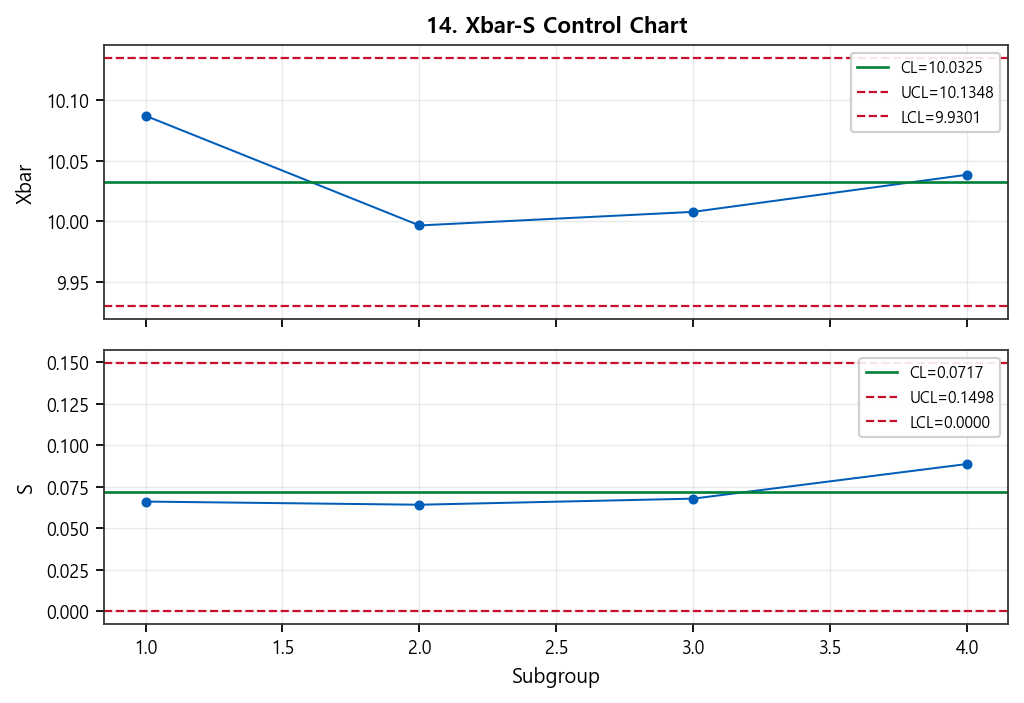 14. Xbar-S Control Chart
Xbar
10.10
10.05
10.00
9.95
CL=10.0325
UCL=10.1348
LCL=9.9301
S
0.150
0.125
0.100
0.075
0.050
0.025
0.000
CL=0.0717
UCL=0.1498
LCL=0.0000
1.0 1.5 2.0 2.5 3.0 3.5 4.0
Subgroup